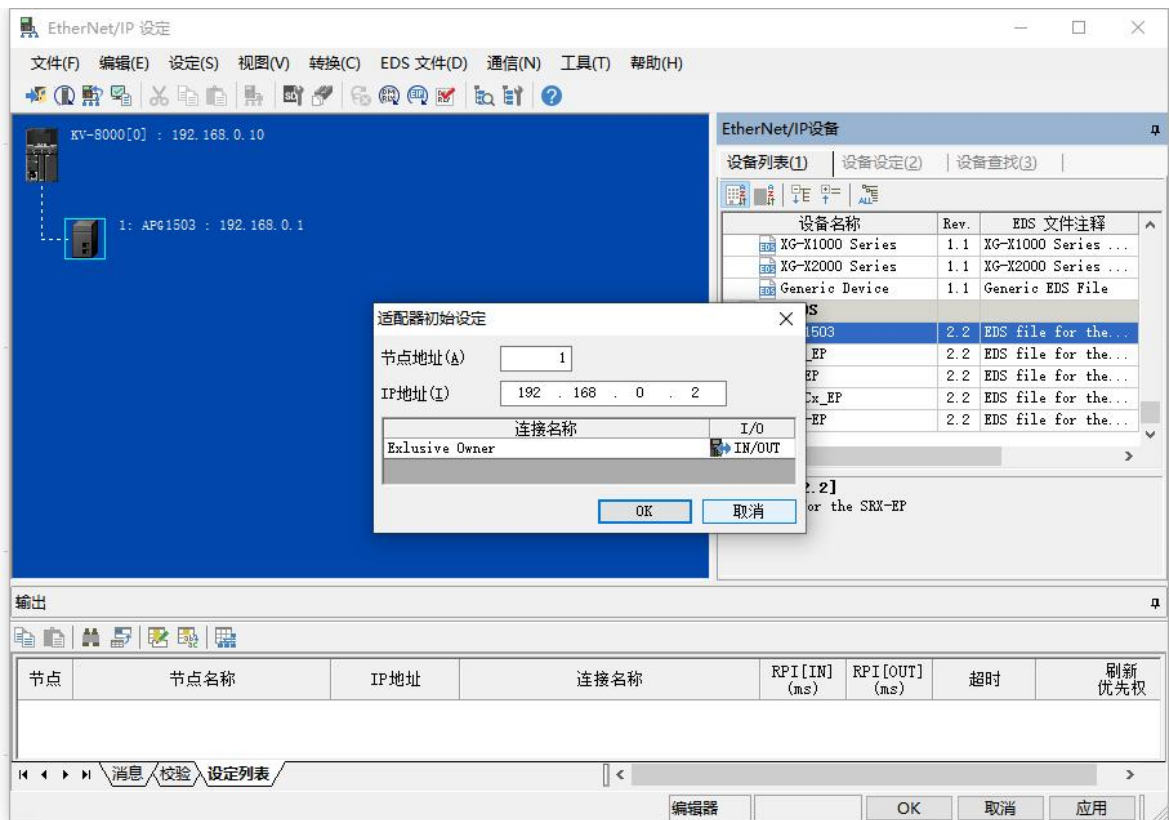 EtherNet/IP 设定
文件(F) 编辑(E) 设定(S) 视图(V) 转换(C) EDS 文件(D) 通信(N) 工具(T) 帮助(H)
KV-8000[0] : 192.168.0.10
1: APG1503 : 192.168.0.1
EtherNet/IP设备
设备列表(1) 设备设定(2) 设备查找(3)
设备名称 Rev. EDS 文件注释
XG-X1000 Series 1.1 XG-X1000 Series ...
XG-X2000 Series 1.1 XG-X2000 Series ...
Generic Device 1.1 Generic EDS File
1503 2.2 EDS file for the...
_EP 2.2 EDS file for the...
EP 2.2 EDS file for the...
Cx_EP 2.2 EDS file for the...
-EP 2.2 EDS file for the...
2.2]
or the SRX-EP
适配器初始设定
节点地址(A) 1
IP地址(I) 192 . 168 . 0 . 2
连接名称 I/O
Exlusive Owner IN/OUT
OK 取消
输出
节点 节点名称 IP地址 连接名称 RPI[IN] (ms) RPI[OUT] (ms) 超时 刷新 优先权
消息 校验 设定列表
编辑器 OK 取消 应用